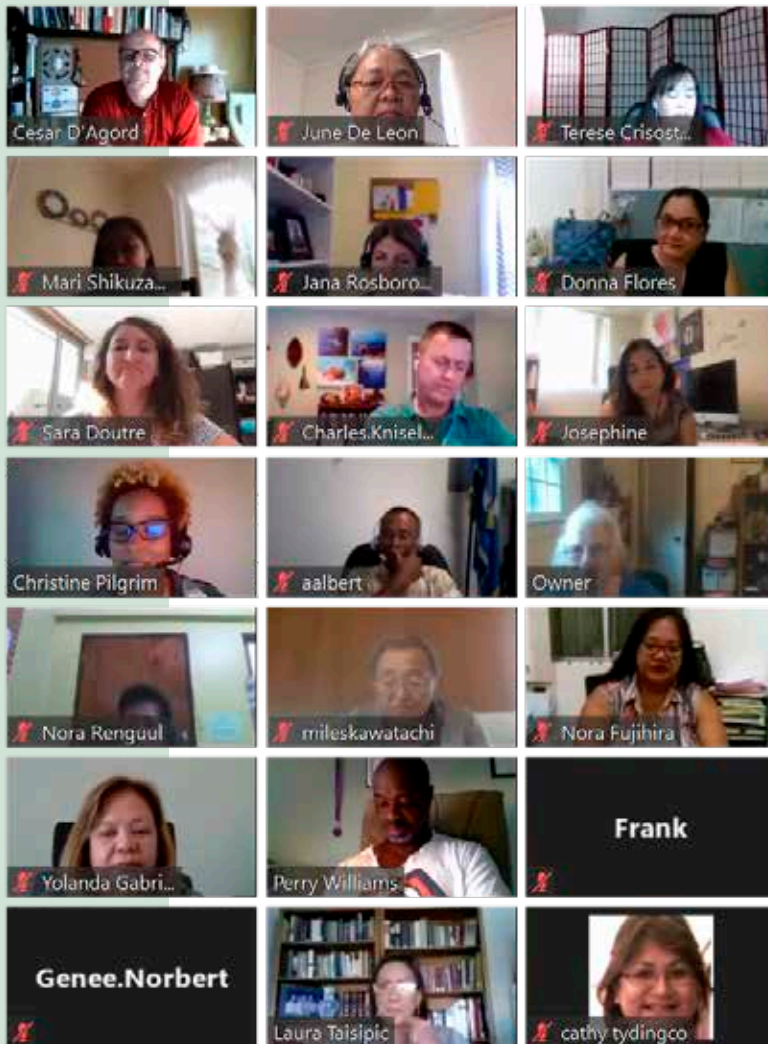 Cesar D'Agord
June De Leon
Terese Crisost...
Mari Shikuza...
Jana Rosboro...
Donna Flores
Sara Doutre
Charles.Knisel...
Josephine
Christine Pilgrim
aalbert
Owner
Nora Renguul
mileskawatachi
Nora Fujihira
Yolanda Gabri...
Perry Williams
Frank
Genee.Norbert
Laura Taisipic
cathy tydingco